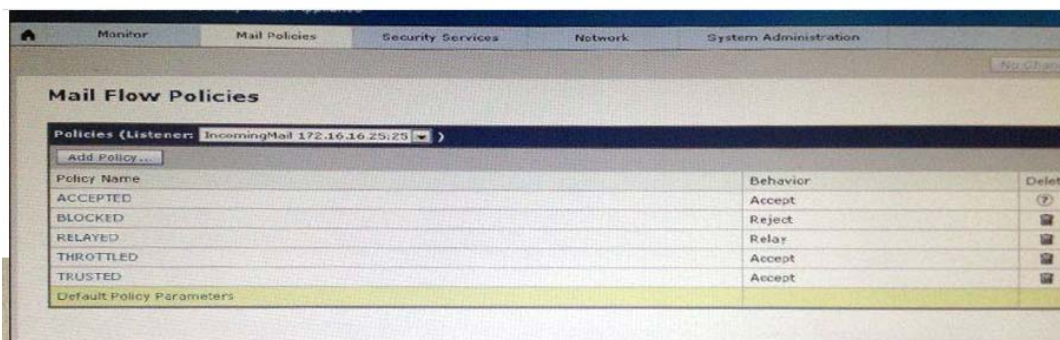 Monitor Mail Policies Security Services Network System Administration
Mail Flow Policies
Policies (Listener: IncomingMail 172.16.16.25:25 )
Add Policy...
Policy Name Behavior
ACCEPTED Accept ?
BLOCKED Reject
RELAYED Relay
THROTTLED Accept
TRUSTED Accept
Default Policy Parameters